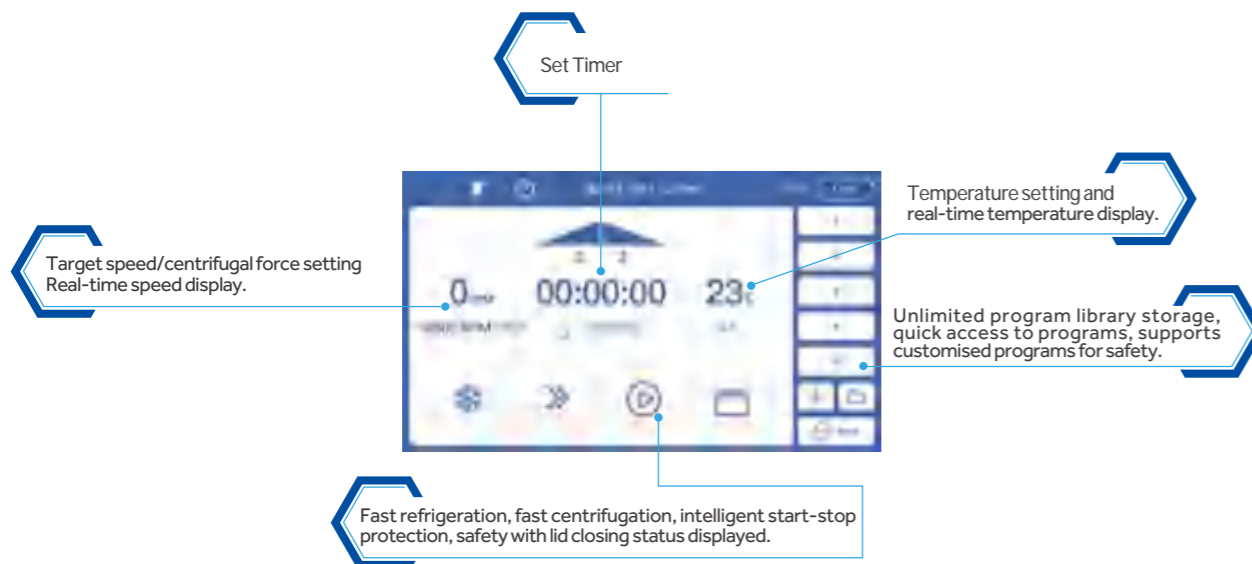 Set Timer
Temperature setting and
real-time temperature display.
Target speed/centrifugal force setting
Real-time speed display.
0
00:00:00
23
Unlimited program library storage,
quick access to programs, supports
customised programs for safety.
Fast refrigeration, fast centrifugation, intelligent start-stop
protection, safety with lid closing status displayed.